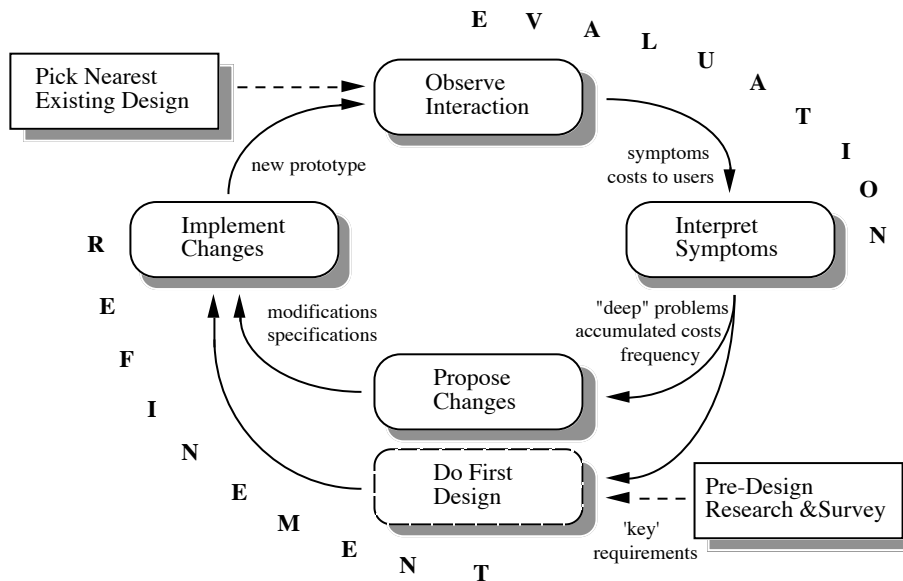 E V A L U A T I O N
Pick Nearest
Existing Design
Observe
Interaction
new prototype
symptoms
costs to users
Implement
Changes
Interpret
Symptoms
R E F I N E M E N T
modifications
specifications
"deep" problems
accumulated costs
frequency
Propose
Changes
Do First
Design
Pre-Design
Research &Survey
'key'
requirements